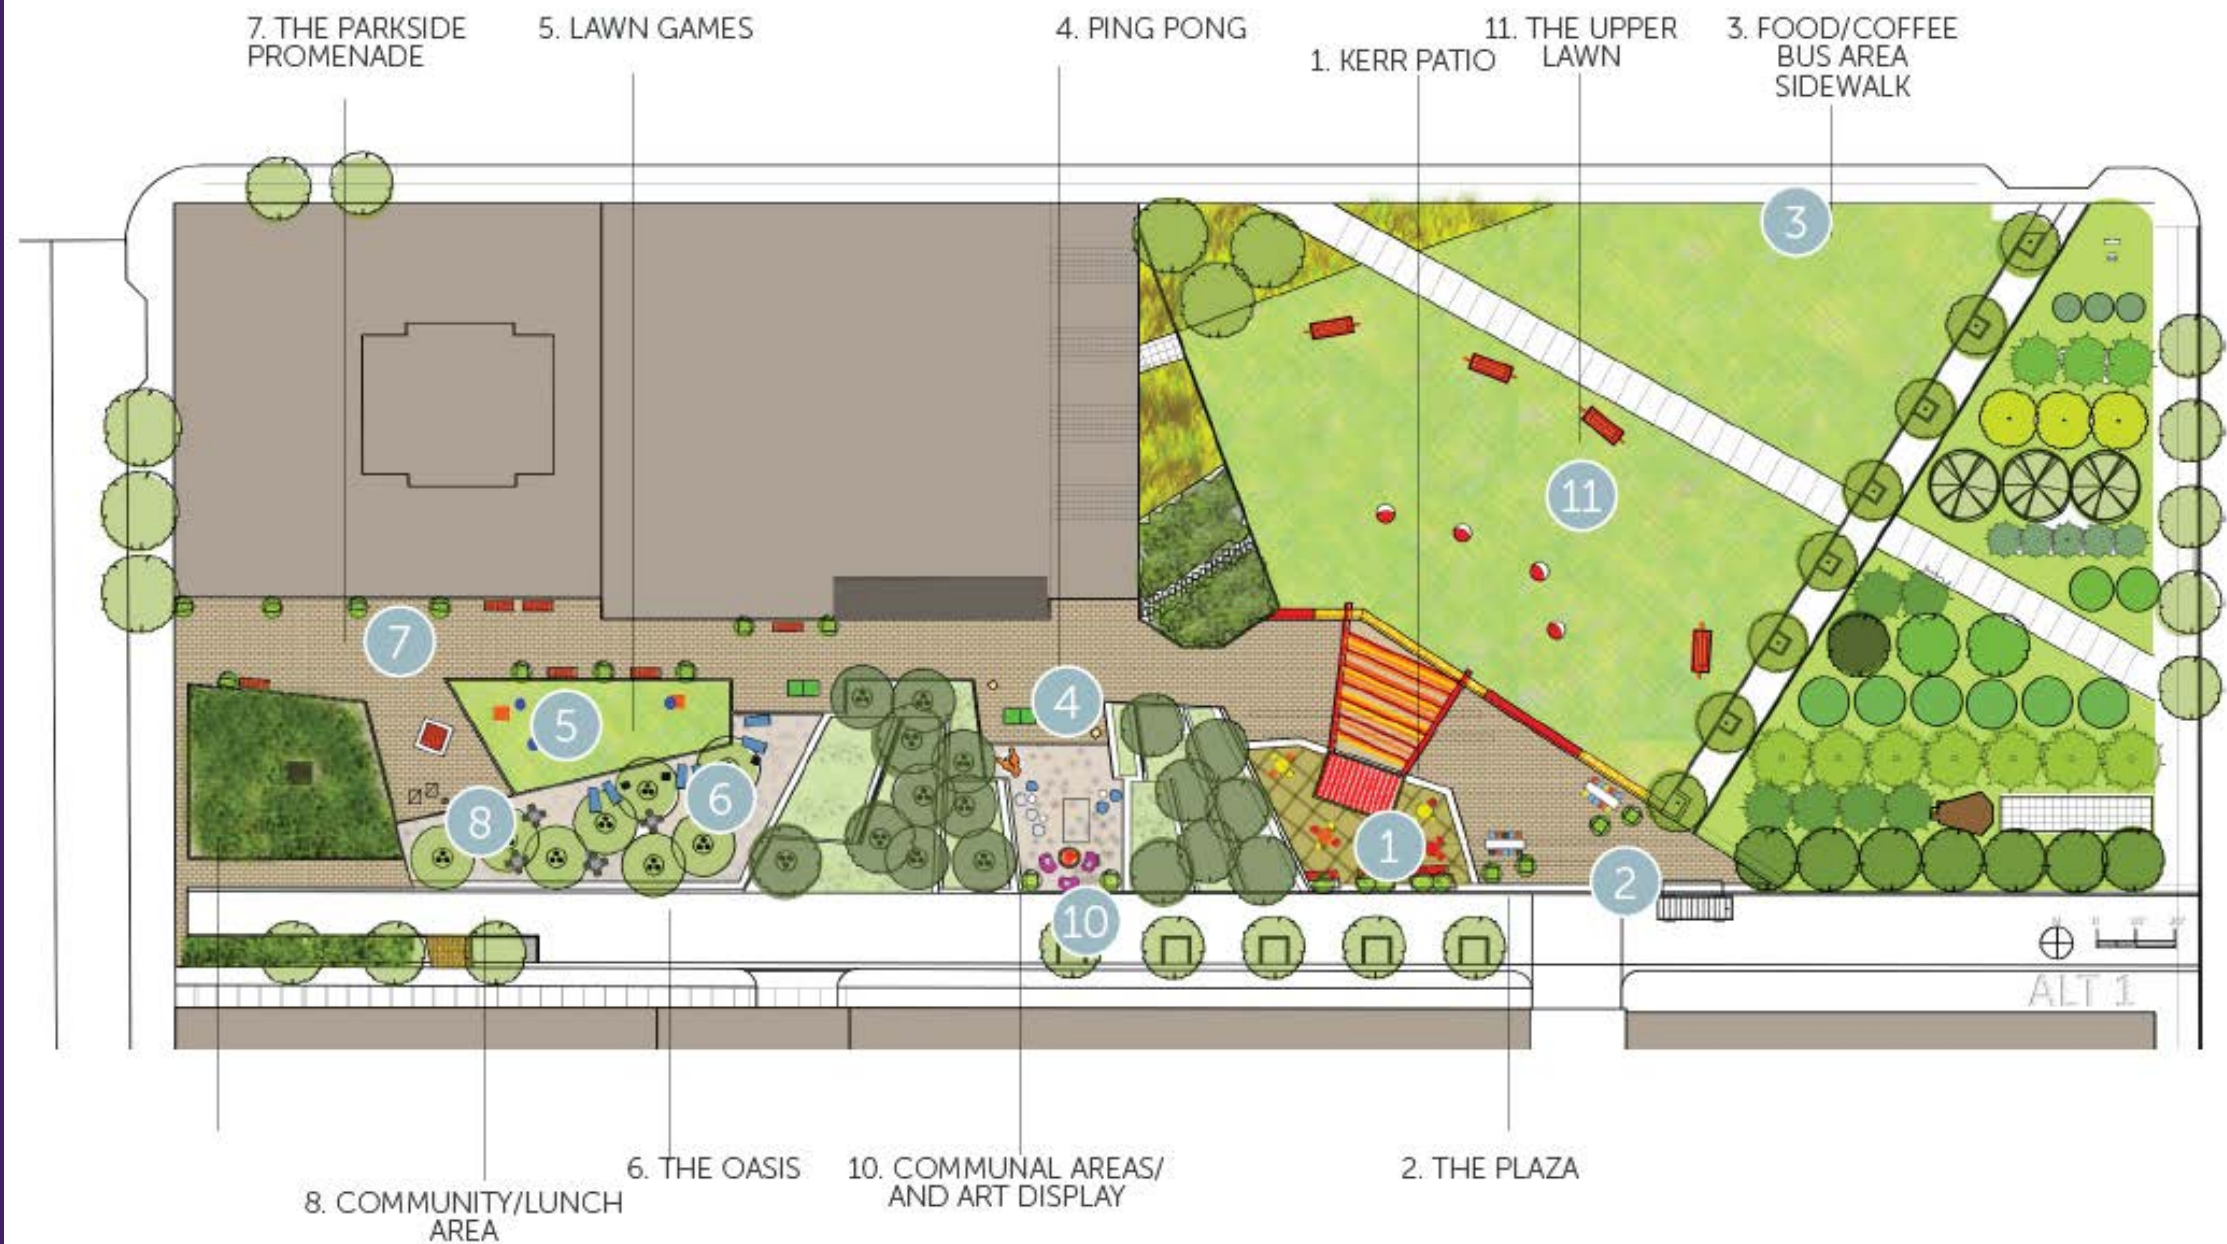 7. THE PARKSIDE
PROMENADE
5. LAWN GAMES
4. PING PONG
1. KERR PATIO
11. THE UPPER
LAWN
3. FOOD/COFFEE
BUS AREA
SIDEWALK
3
11
7
5
4
6
8
1
2
10
N
ALT 1
6. THE OASIS
10. COMMUNAL AREAS/
AND ART DISPLAY
2. THE PLAZA
8. COMMUNITY/LUNCH
AREA